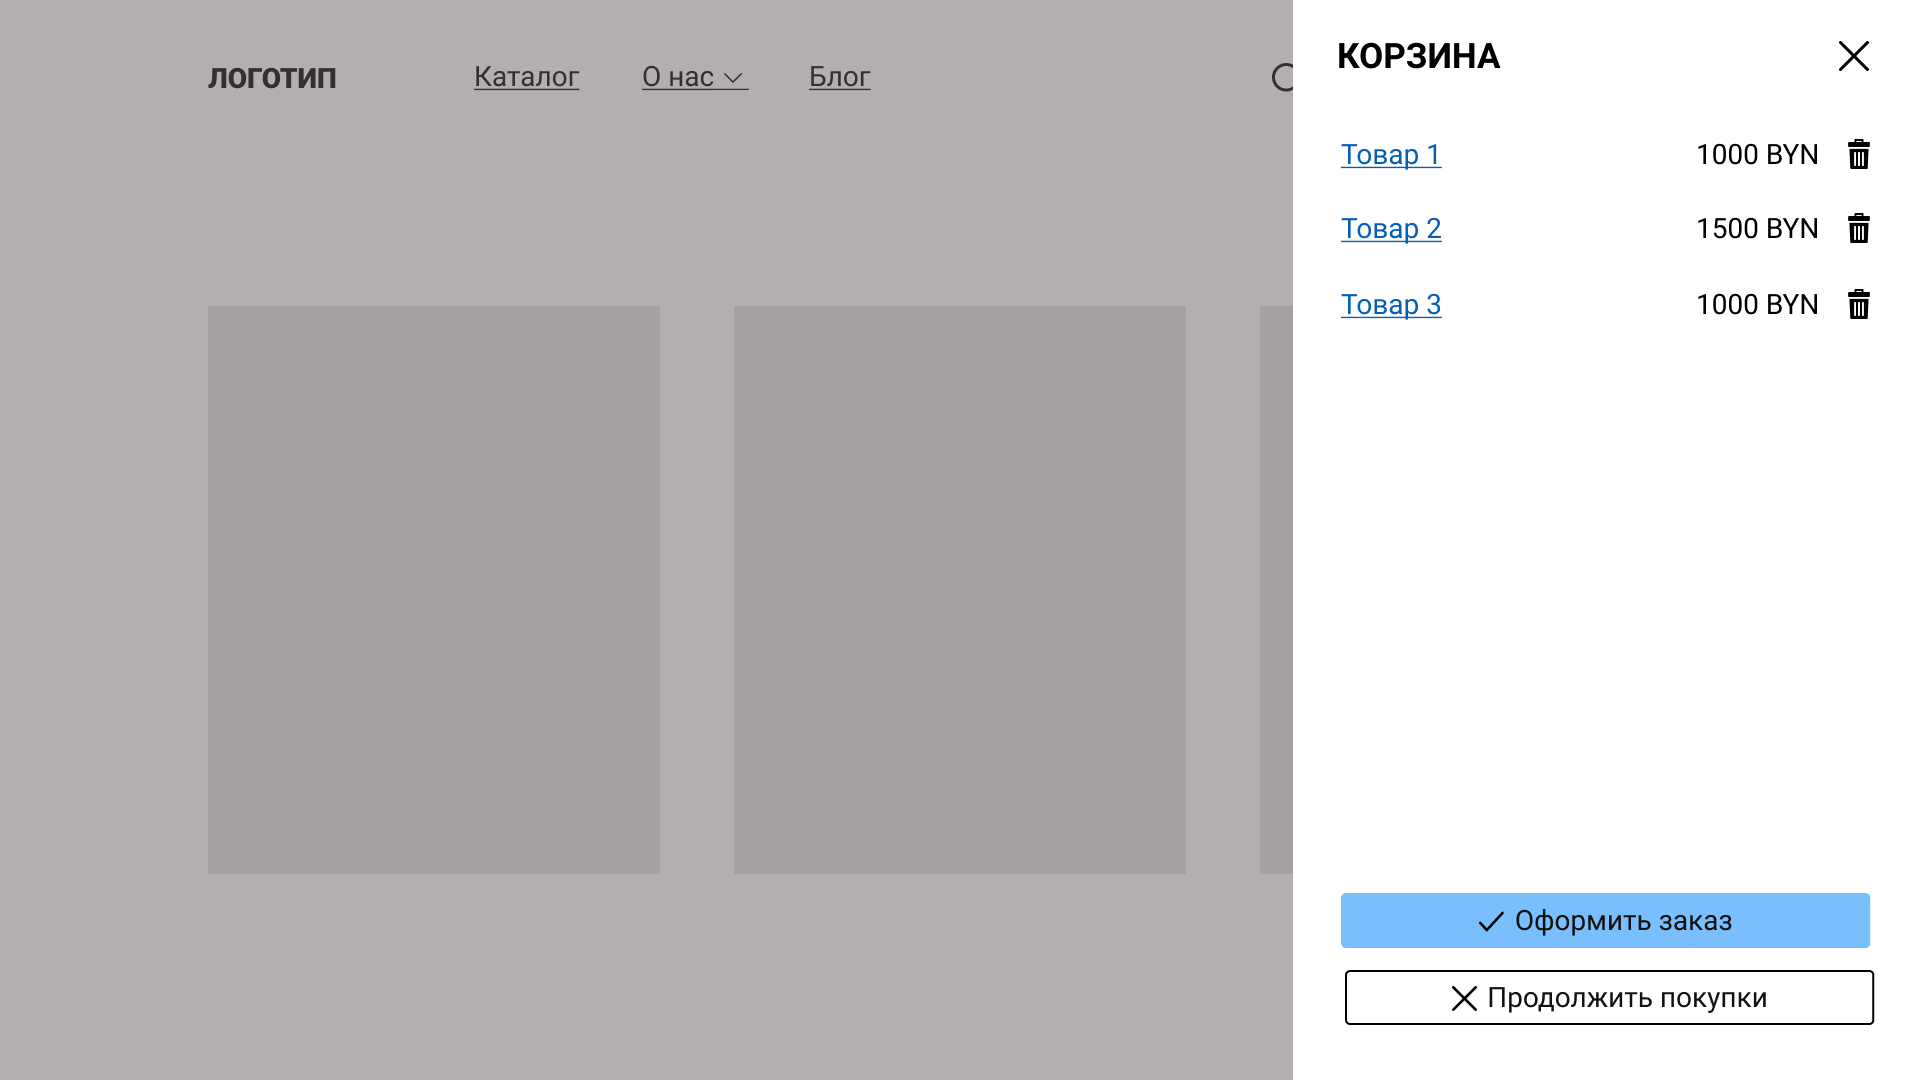 ЛОГОТИП
Каталог
О нас
Блог
КОРЗИНА
Товар 1
1000 BYN
Товар 2
1500 BYN
Товар 3
1000 BYN
Оформить заказ
Продолжить покупки